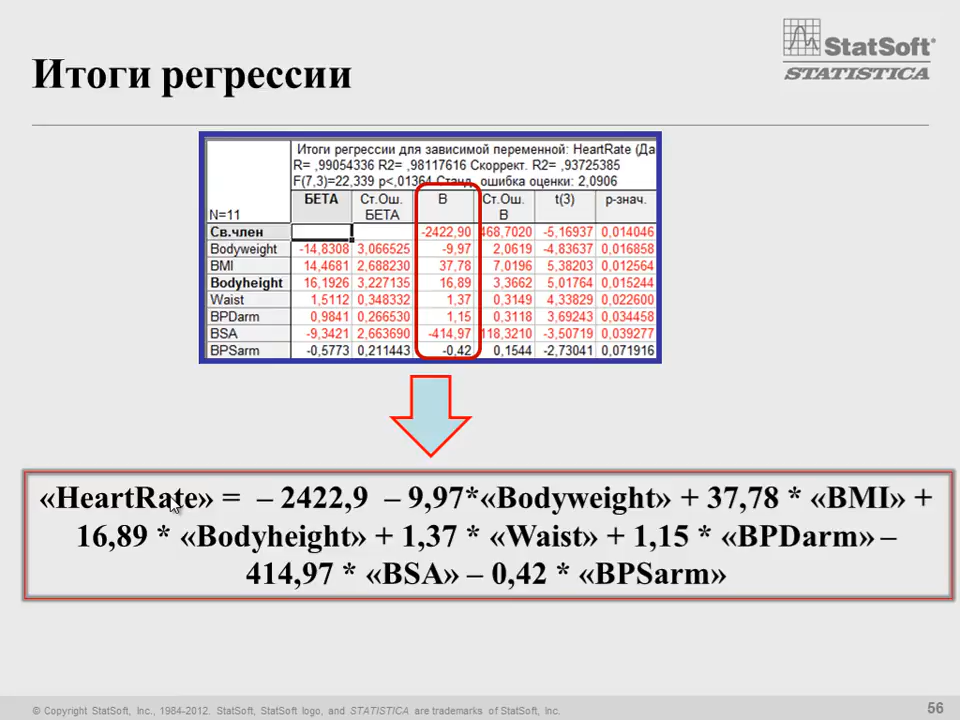 StatSoft®
STATISTICA
Итоги регрессии
Итоги регрессии для зависимой переменной: HeartRate (Да
R= ,99054336 R2= ,98117616 Скоррект. R2= ,93725385
F(7,3)=22,339 p<,01364 Станд. ошибка оценки: 2,0906
N=11 БЕТА Ст.Ош. БЕТА B Ст.Ош. B t(3) p-знач.
Св.член -2422,90 468,7020 -5,16937 0,014046
Bodyweight -14,8308 3,066525 -9,97 2,0619 -4,83637 0,016858
BMI 14,4681 2,688230 37,78 7,0196 5,38203 0,012564
Bodyheight 16,1926 3,227135 16,89 3,3662 5,01764 0,015244
Waist 1,5112 0,348332 1,37 0,3149 4,33829 0,022600
BPDarm 0,9841 0,266530 1,15 0,3118 3,69243 0,034458
BSA -9,3421 2,663690 -414,97 118,3210 -3,50719 0,039277
BPSarm -0,5773 0,211443 -0,42 0,1544 -2,73041 0,071916
«HeartRate» = – 2422,9 – 9,97*«Bodyweight» + 37,78 * «BMI» +
16,89 * «Bodyheight» + 1,37 * «Waist» + 1,15 * «BPDarm» –
414,97 * «BSA» – 0,42 * «BPSarm»
© Copyright StatSoft, Inc., 1984-2012. StatSoft, StatSoft logo, and STATISTICA are trademarks of StatSoft, Inc.
56